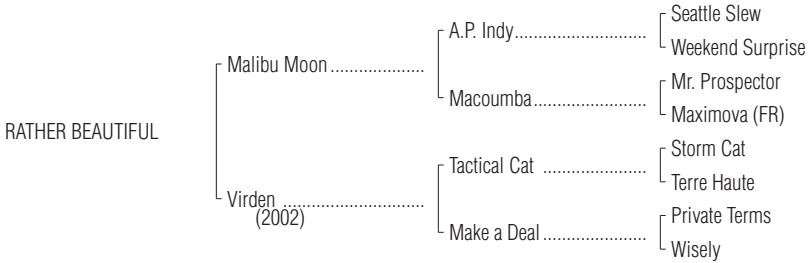 Seattle Slew
A.P. Indy........................
Weekend Surprise
Malibu Moon.................
Mr. Prospector
Macoumba....................
Maximova (FR)
RATHER BEAUTIFUL
Storm Cat
Tactical Cat ...................
Terre Haute
Virden ..........................
(2002)
Private Terms
Make a Deal...................
Wisely